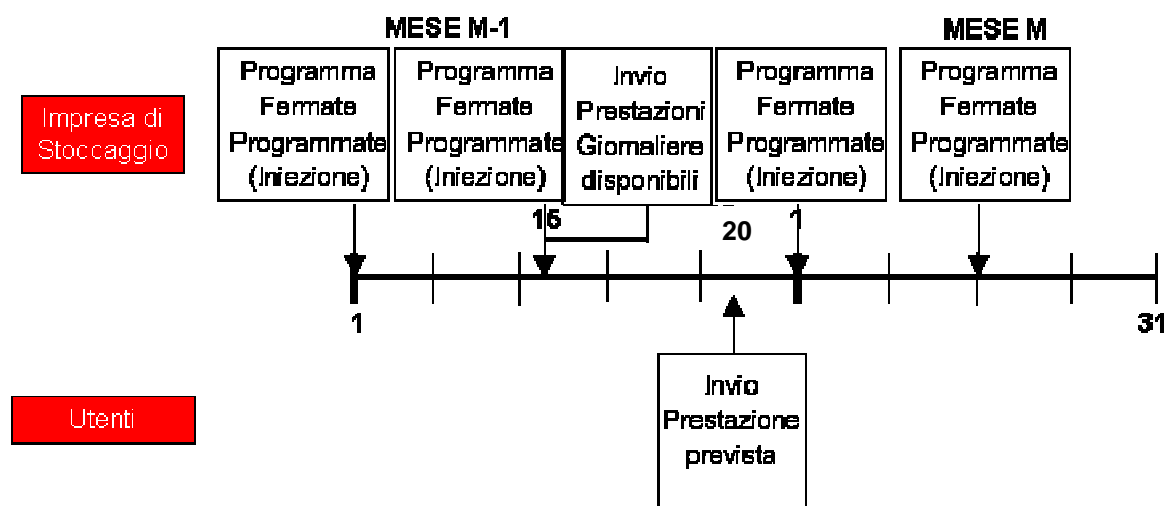 MESE M-1
MESE M
Impresa di
Stoccaggio
Programma
Fermate
Programmate
(Iniezione)
Programma
Fermate
Programmate
(Iniezione)
Invio
Prestazioni
Giornaliere
disponibili
Programma
Fermate
Programmate
(Iniezione)
Programma
Fermate
Programmate
(Iniezione)
15
20
1
1
31
Utenti
Invio
Prestazione
prevista